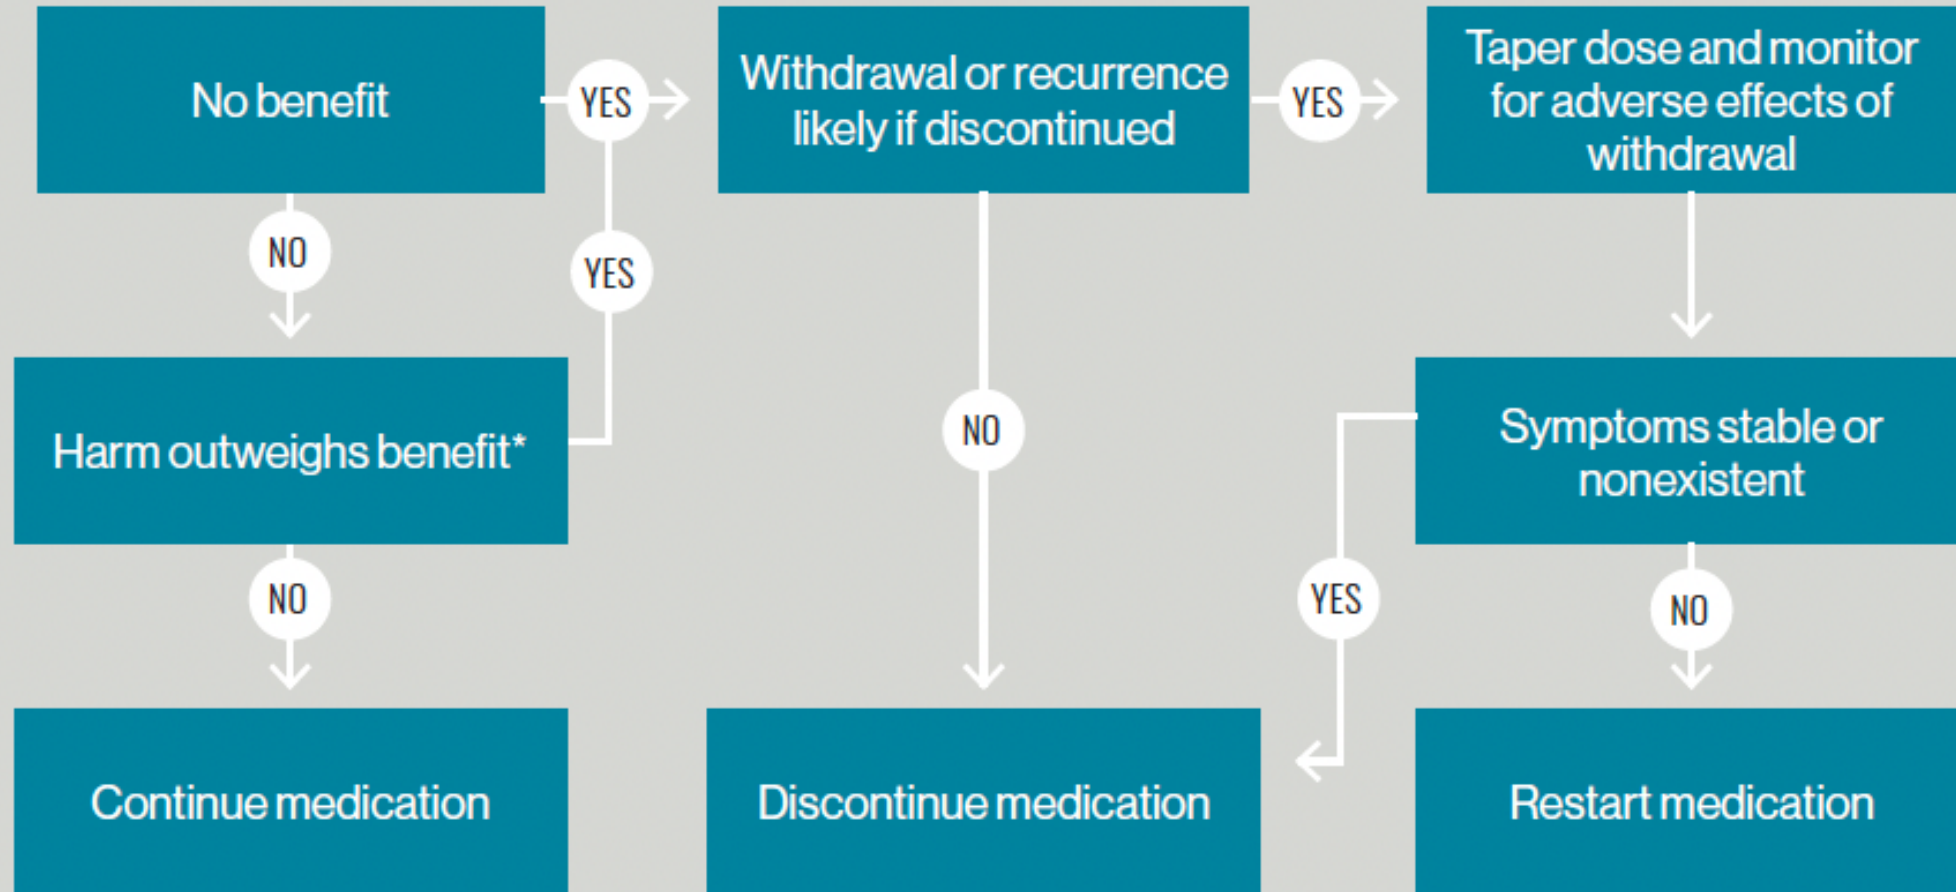 No benefit
YES
Withdrawal or recurrence
likely if discontinued
YES
Taper dose and monitor
for adverse effects of
withdrawal
NO
YES
Harm outweighs benefit*
NO
Symptoms stable or
nonexistent
NO
YES
NO
Continue medication
Discontinue medication
Restart medication